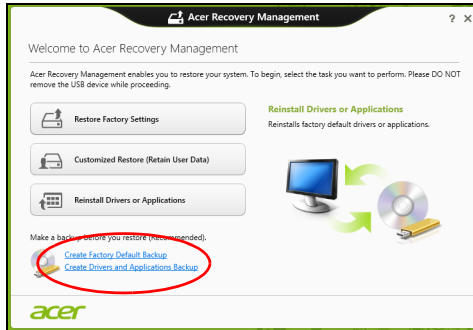 Acer Recovery Management
? X
Welcome to Acer Recovery Management
Acer Recovery Management enables you to restore your system. To begin, select the task you want to perform. Please DO NOT
remove the USB device while proceeding.
Restore Factory Settings
Customized Restore (Retain User Data)
Reinstall Drivers or Applications
Reinstall Drivers or Applications
Reinstalls factory default drivers or applications.
Make a backup before you restore (Recommended).
Create Factory Default Backup
Create Drivers and Applications Backup
acer